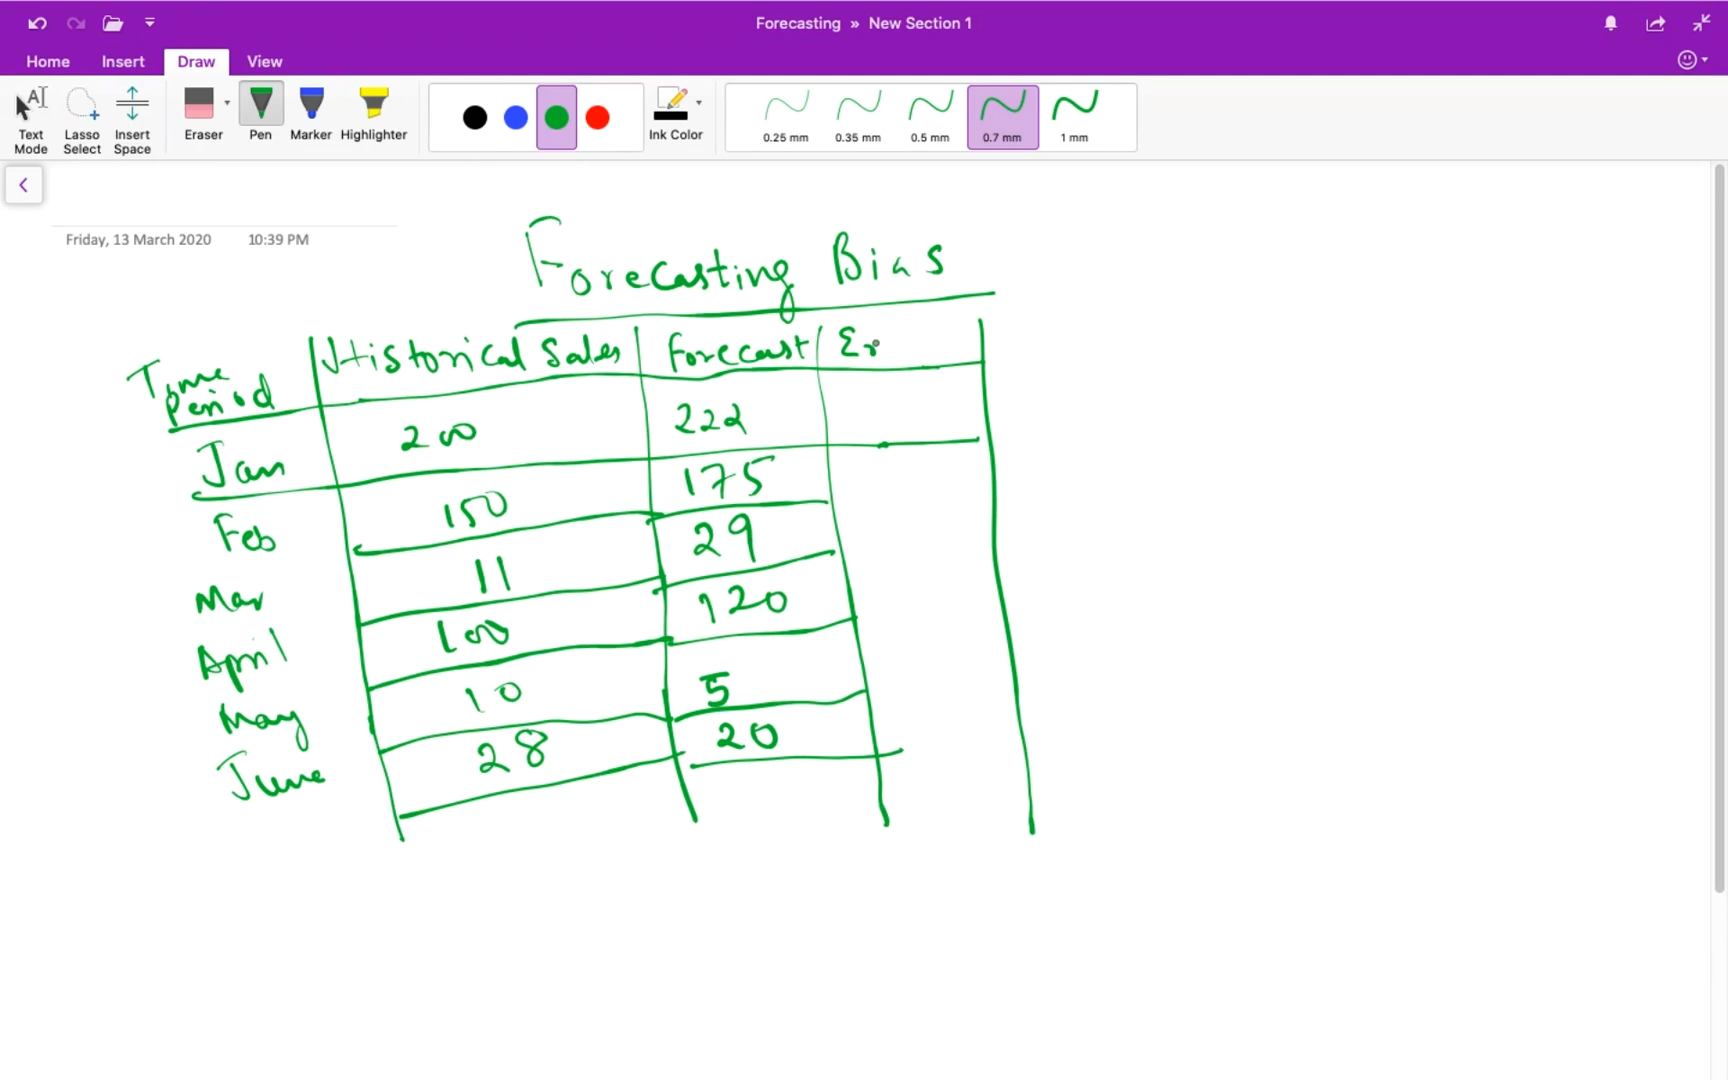 Forecasting » New Section 1
Home Insert Draw View
Text Mode
Lasso Select
Insert Space
Eraser
Pen
Marker
Highlighter
Ink Color
0.25 mm
0.35 mm
0.5 mm
0.7 mm
1 mm
Friday, 13 March 2020 10:39 PM
Forecasting Bias
Time Period Historical Sales Forecast Er
Jan 200 222
Feb 150 175
Mar 11 29
April 100 120
May 10 5
June 28 20